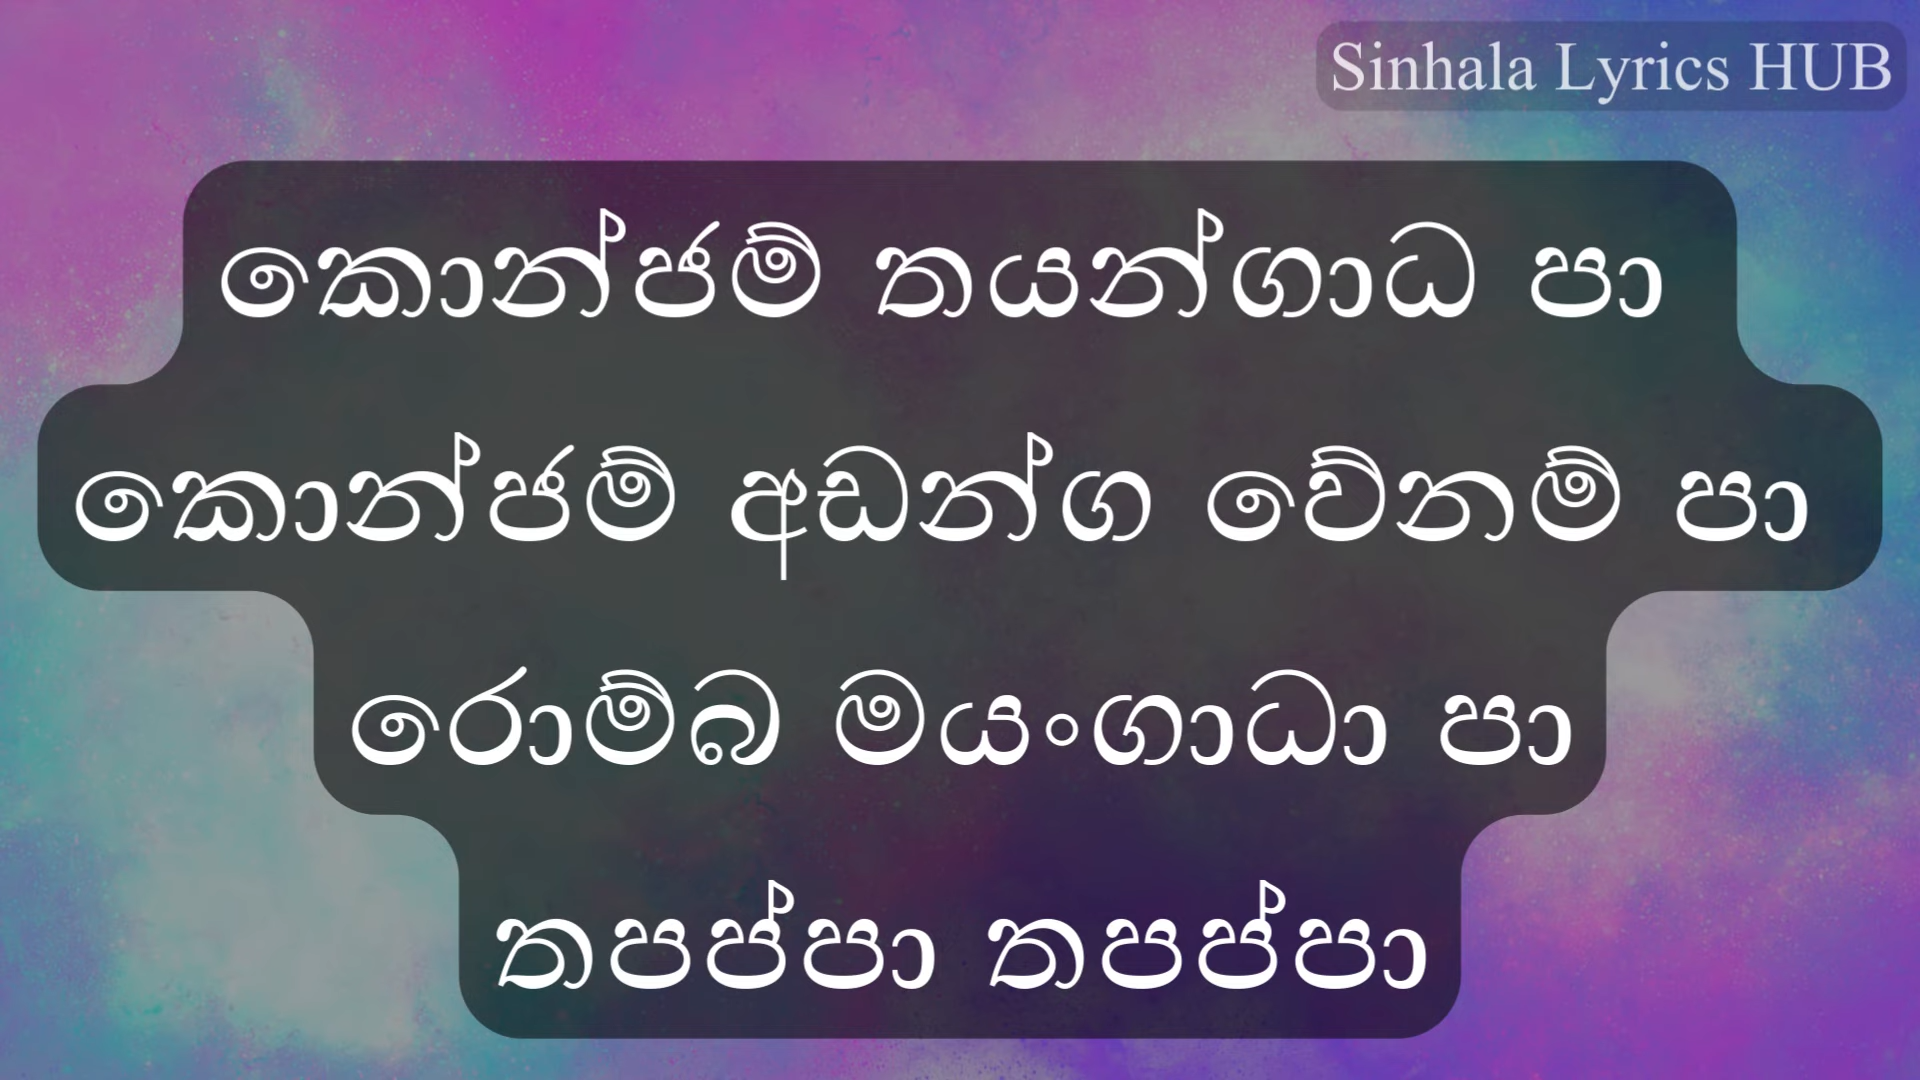 Sinhala Lyrics HUB
කොන්ජම් තයන්ගාධ පා
කොන්ජම් අඩන්ග වේනම් පා
රොම්බ මයංගාධා පා
තපප්පා තපප්පා